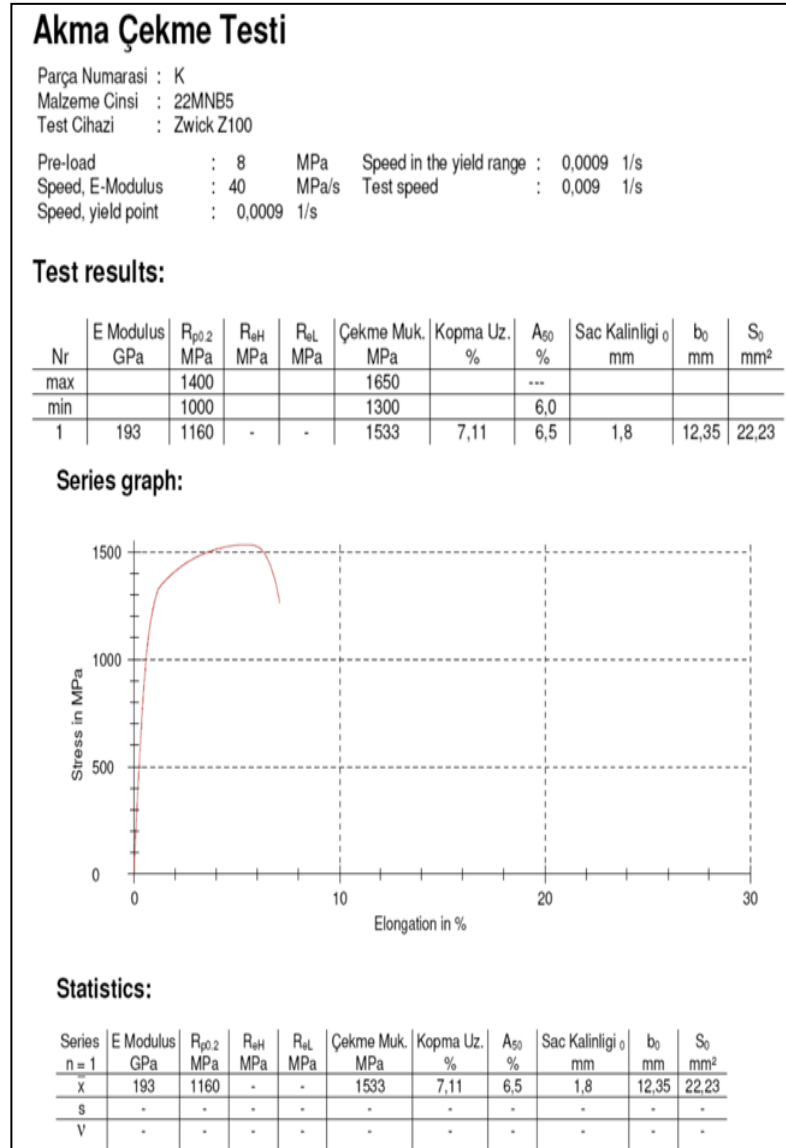 Akma Çekme Testi
Parça Numarasi : K
Malzeme Cinsi : 22MNB5
Test Cihazi : Zwick Z100
Pre-load : 8 MPa Speed in the yield range : 0,0009 1/s
Speed, E-Modulus : 40 MPa/s Test speed : 0,009 1/s
Speed, yield point : 0,0009 1/s
Test results:
E Modulus Rp0.2 ReH ReL Çekme Muk. Kopma Uz. A50 Sac Kalinligi 0 b0 S0
Nr GPa MPa MPa MPa MPa % % mm mm mm²
max 1400 1650 ---
min 1000 1300 6,0
1 193 1160 - - 1533 7,11 6,5 1,8 12,35 22,23
Series graph:
1500
1000
500
0
Stress in MPa
0 10 20 30
Elongation in %
Statistics:
Series E Modulus Rp0.2 ReH ReL Çekme Muk. Kopma Uz. A50 Sac Kalinligi 0 b0 S0
n = 1 GPa MPa MPa MPa MPa % % mm mm mm²
x̄ 193 1160 - - 1533 7,11 6,5 1,8 12,35 22,23
s - - - - - - - - - -
ν - - - - - - - - - -